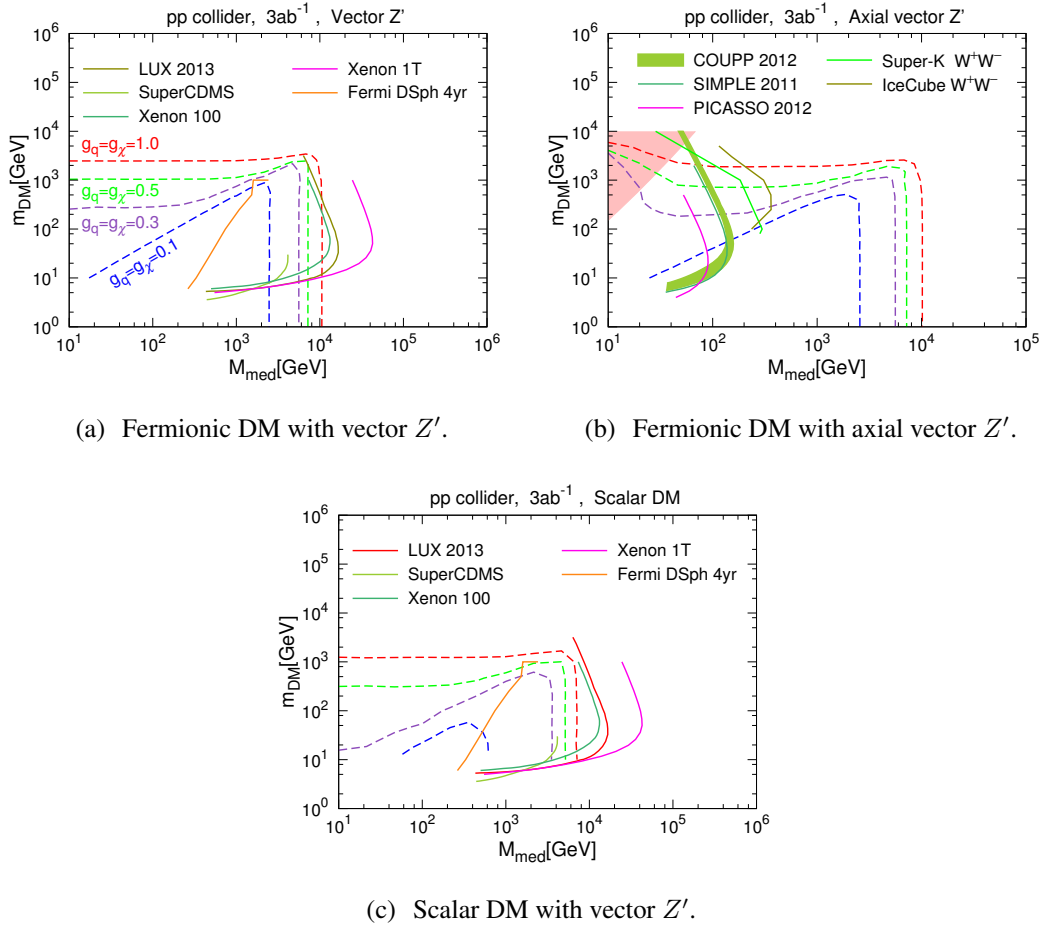 pp collider, 3ab⁻¹ , Vector Z'
LUX 2013
SuperCDMS
Xenon 100
Xenon 1T
Fermi DSph 4yr
g_q=g_χ=1.0
g_q=g_χ=0.5
g_q=g_χ=0.3
g_q=g_χ=0.1
m_DM[GeV]
10⁶
10⁵
10⁴
10³
10²
10¹
10⁰
10¹ 10² 10³ 10⁴ 10⁵ 10⁶
M_med[GeV]
(a) Fermionic DM with vector Z′.
pp collider, 3ab⁻¹ , Axial vector Z'
COUPP 2012
SIMPLE 2011
PICASSO 2012
Super-K W⁺W⁻
IceCube W⁺W⁻
m_DM[GeV]
10⁶
10⁵
10⁴
10³
10²
10¹
10⁰
10¹ 10² 10³ 10⁴ 10⁵
M_med[GeV]
(b) Fermionic DM with axial vector Z′.
pp collider, 3ab⁻¹ , Scalar DM
LUX 2013
SuperCDMS
Xenon 100
Xenon 1T
Fermi DSph 4yr
m_DM[GeV]
10⁶
10⁵
10⁴
10³
10²
10¹
10⁰
10¹ 10² 10³ 10⁴ 10⁵ 10⁶
M_med[GeV]
(c) Scalar DM with vector Z′.